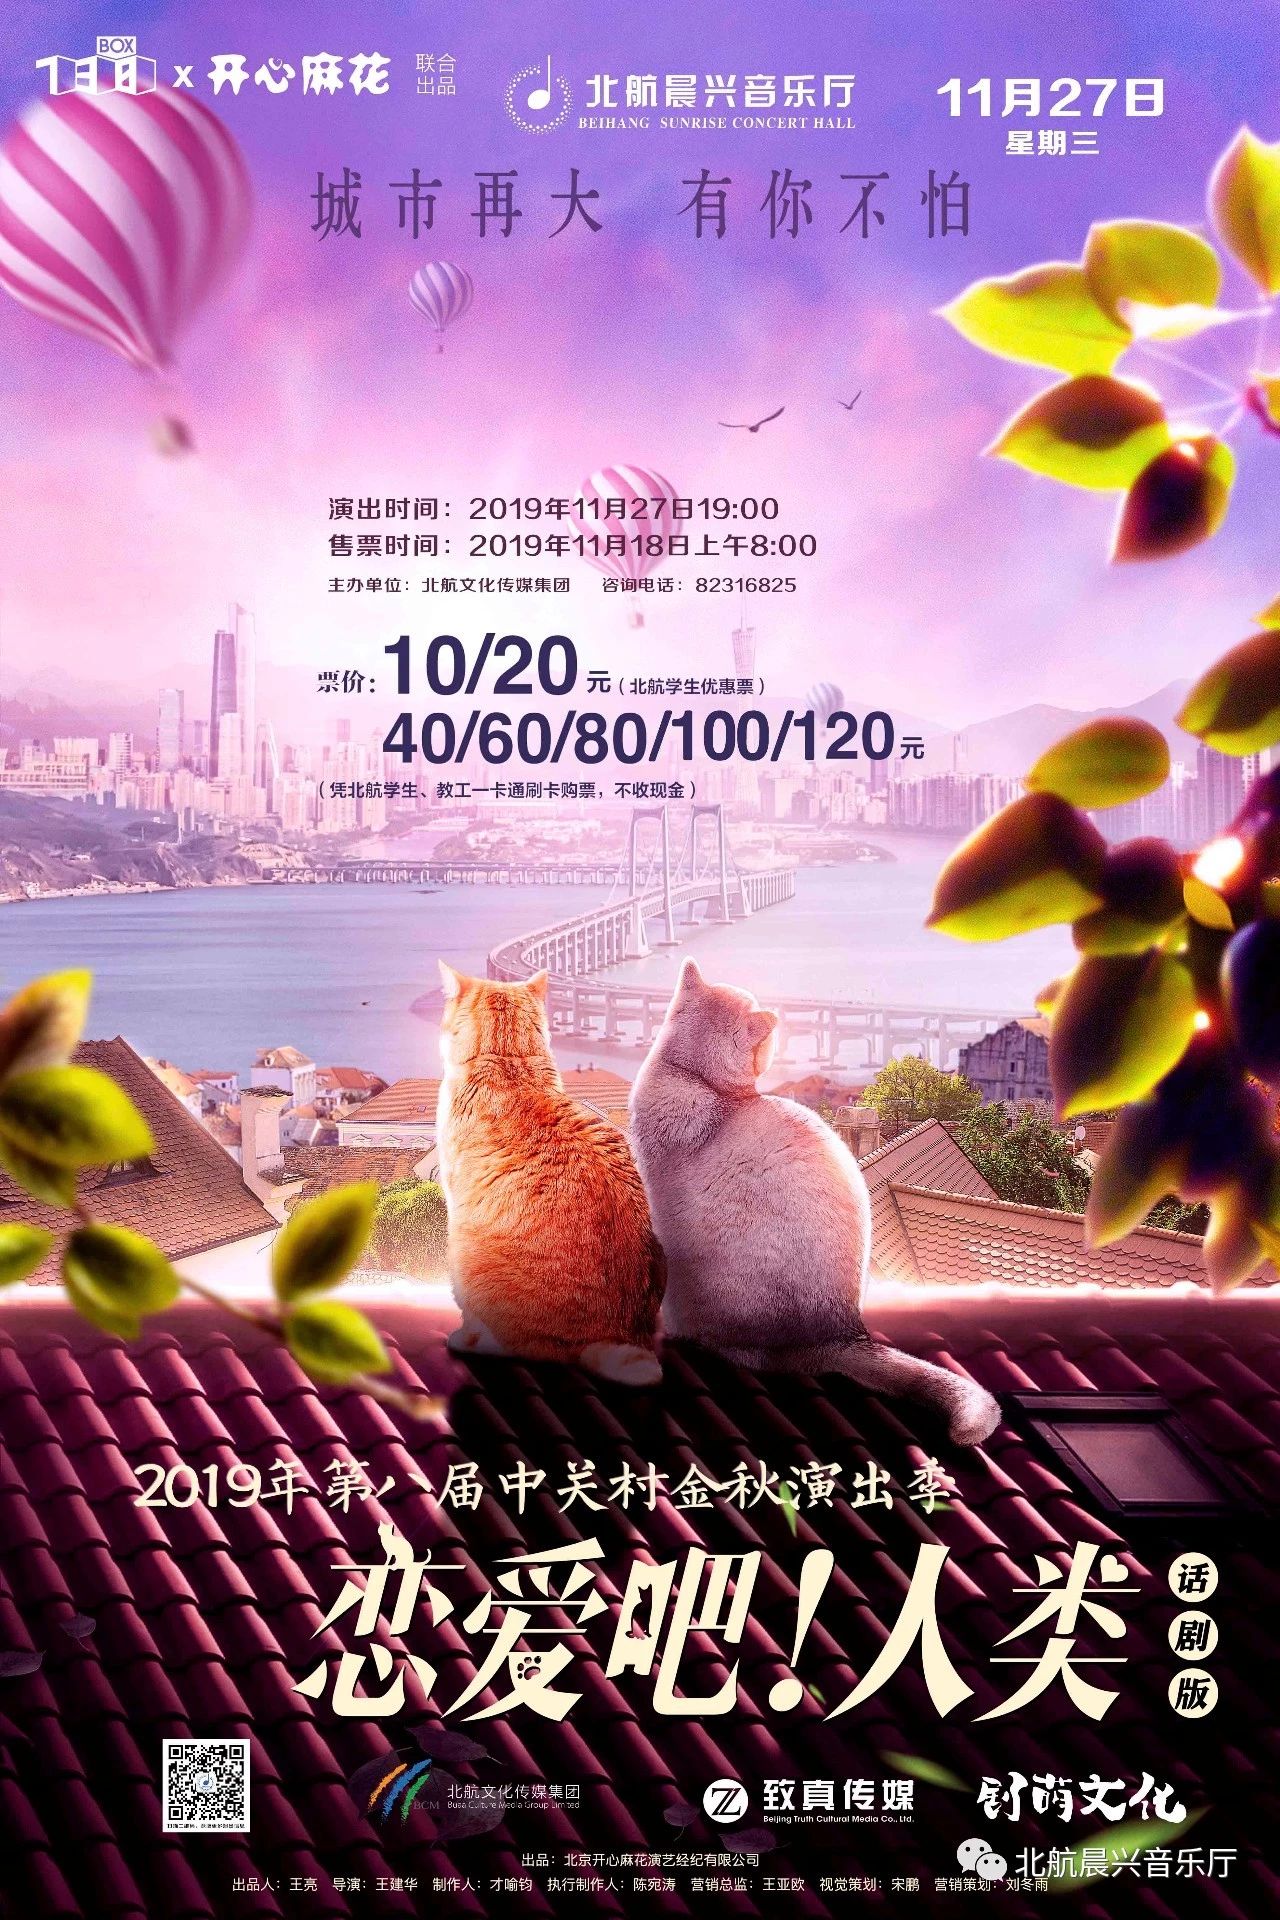 BOX
130 x 开心麻花 联合出品
北航晨兴音乐厅
BEIHANG SUNRISE CONCERT HALL
11月27日
星期三
城市再大 有你不怕
演出时间：2019年11月27日19:00
售票时间：2019年11月18日上午8:00
主办单位：北航文化传媒集团 咨询电话：82316825
票价：10/20元（北航学生优惠票）
40/60/80/100/120元
（凭北航学生、教工一卡通刷卡购票，不收现金）
2019年第八届中关村金秋演出季
恋爱吧！人类
话剧版
北航文化传媒集团
BCM
Buaa Culture Media Group Limited
致真传媒
Beijing Truth Cultural Media Co., Ltd.
文化
出品：北京开心麻花演艺经纪有限公司
北航晨兴音乐厅
出品人：王亮 导演：王建华 制作人：才喻钧 执行制作人：陈宛涛 营销总监：王亚欧 视觉策划：宋鹏 营销策划：刘冬雨